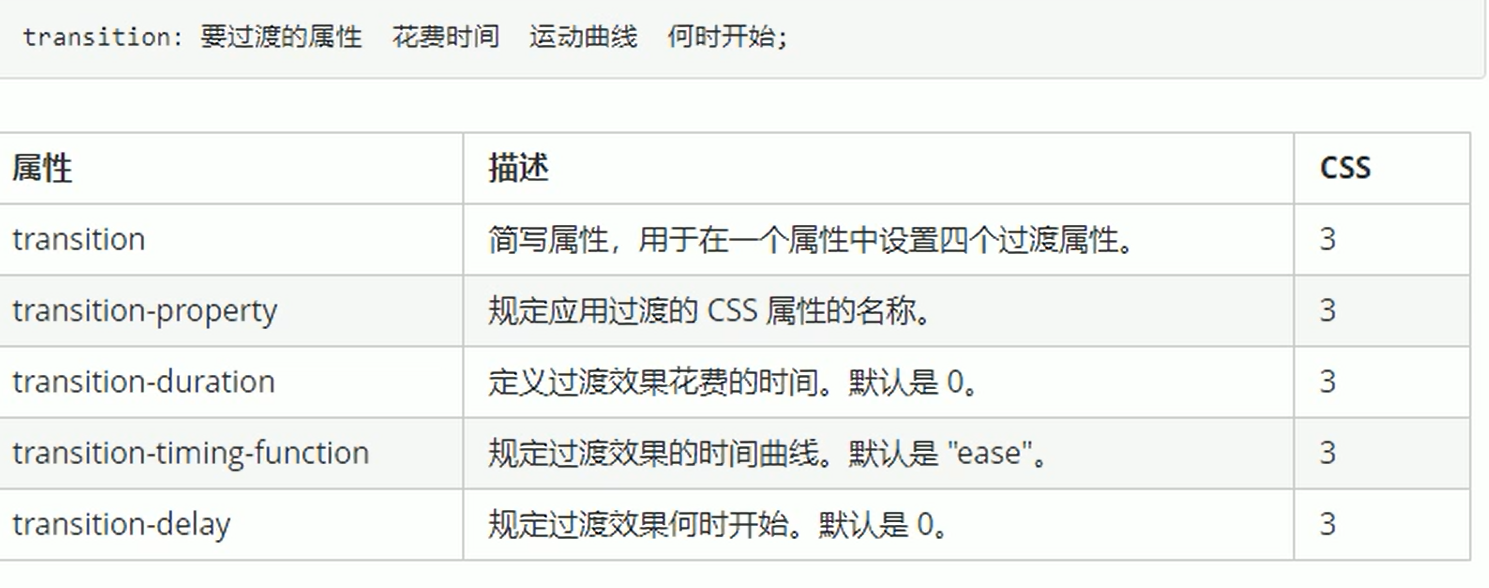 transition: 要过渡的属性  花费时间  运动曲线  何时开始;
属性 描述 CSS
transition 简写属性，用于在一个属性中设置四个过渡属性。 3
transition-property 规定应用过渡的 CSS 属性的名称。 3
transition-duration 定义过渡效果花费的时间。默认是 0。 3
transition-timing-function 规定过渡效果的时间曲线。默认是 "ease"。 3
transition-delay 规定过渡效果何时开始。默认是 0。 3